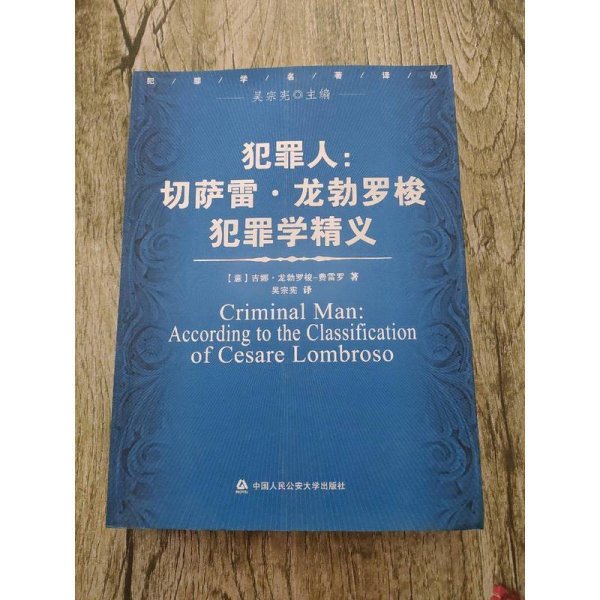 犯/罪/学/名/著/译/丛
吴宗宪◎主编
犯罪人：
切萨雷·龙勃罗梭
犯罪学精义
［意］吉娜·龙勃罗梭-费雷罗 著
吴宗宪 译
Criminal Man:
According to the Classification
of Cesare Lombroso
中国人民公安大学出版社